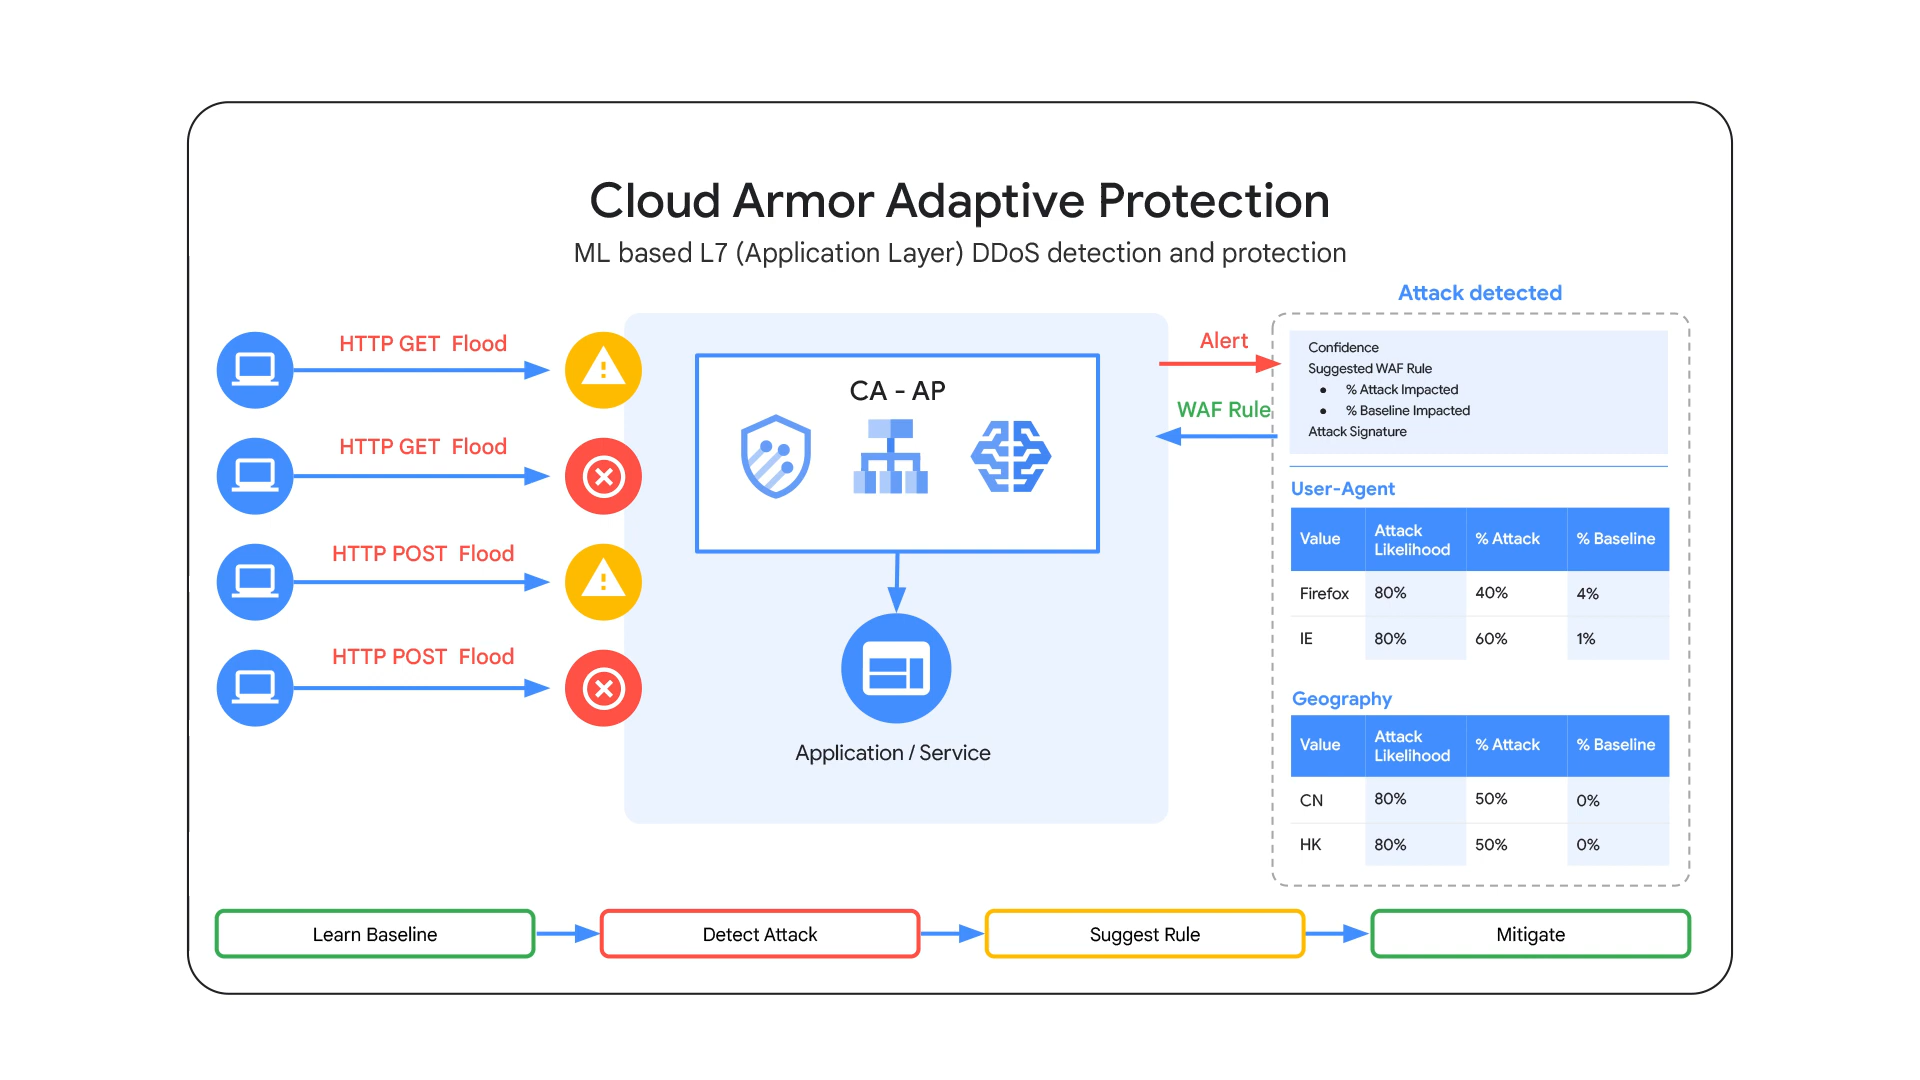 Cloud Armor Adaptive Protection
ML based L7 (Application Layer) DDoS detection and protection
HTTP GET  Flood
HTTP GET  Flood
HTTP POST  Flood
HTTP POST  Flood
CA - AP
Application / Service
Alert
WAF Rule
Attack detected
Confidence
Suggested WAF Rule
● % Attack Impacted
● % Baseline Impacted
Attack Signature
User-Agent
Value Attack Likelihood % Attack % Baseline
Firefox 80% 40% 4%
IE 80% 60% 1%
Geography
Value Attack Likelihood % Attack % Baseline
CN 80% 50% 0%
HK 80% 50% 0%
Learn Baseline
Detect Attack
Suggest Rule
Mitigate